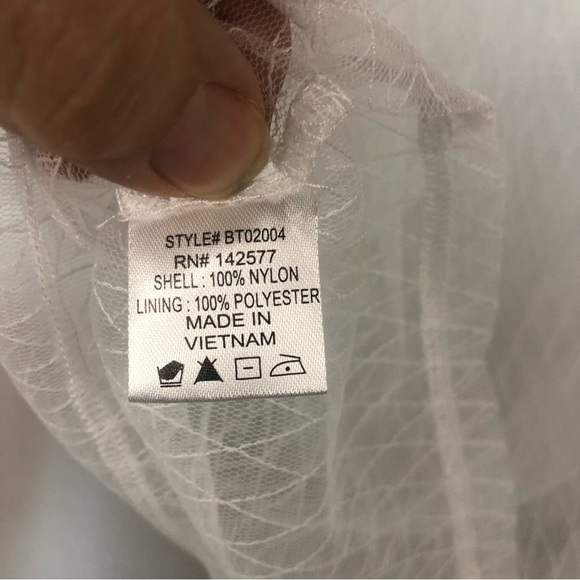 STYLE# BT02004
RN# 142577
SHELL : 100% NYLON
LINING : 100% POLYESTER
MADE IN
VIETNAM